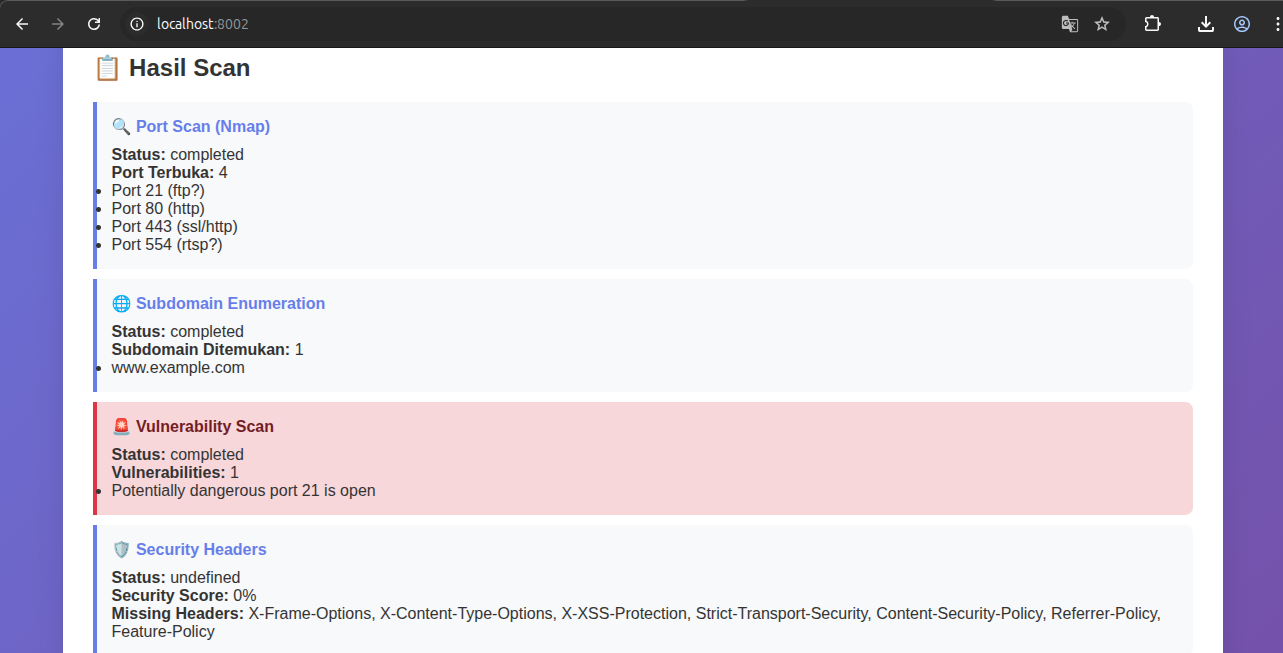 localhost:8002
📋 Hasil Scan
🔍 Port Scan (Nmap)
Status: completed
Port Terbuka: 4
• Port 21 (ftp?)
• Port 80 (http)
• Port 443 (ssl/http)
• Port 554 (rtsp?)
🌐 Subdomain Enumeration
Status: completed
Subdomain Ditemukan: 1
• www.example.com
🚨 Vulnerability Scan
Status: completed
Vulnerabilities: 1
• Potentially dangerous port 21 is open
🛡️ Security Headers
Status: undefined
Security Score: 0%
Missing Headers: X-Frame-Options, X-Content-Type-Options, X-XSS-Protection, Strict-Transport-Security, Content-Security-Policy, Referrer-Policy,
Feature-Policy